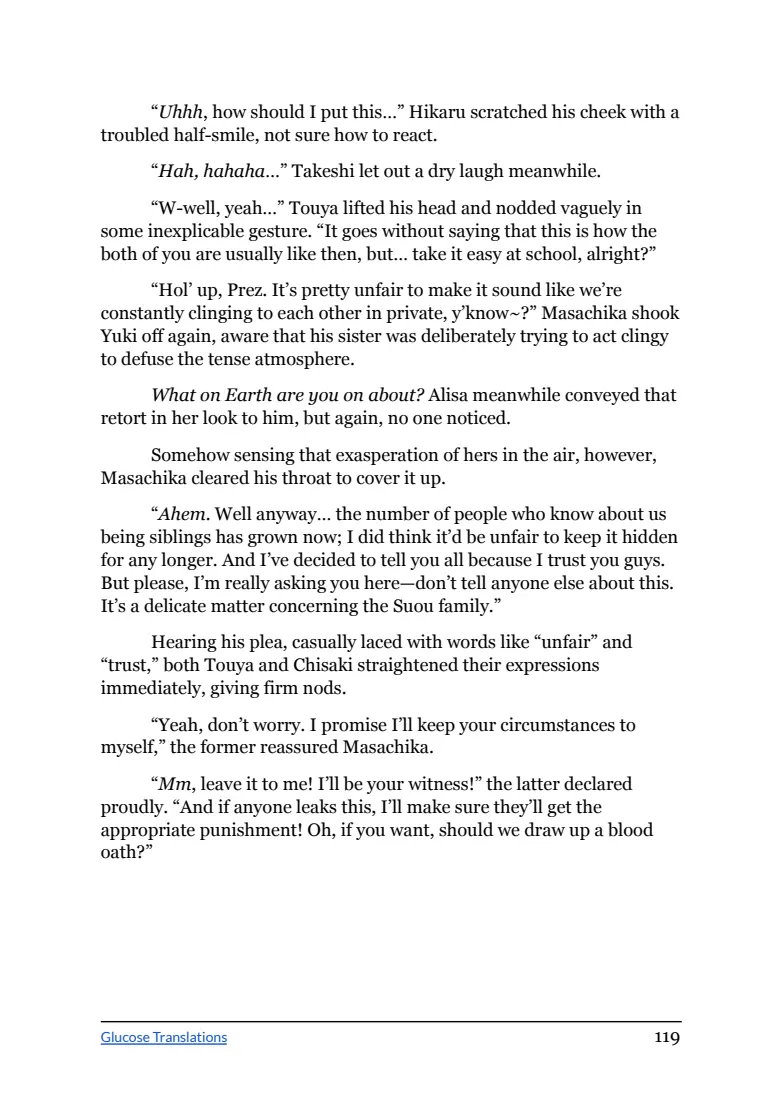 “Uhhh, how should I put this…” Hikaru scratched his cheek with a
troubled half-smile, not sure how to react.
“Hah, hahaha…” Takeshi let out a dry laugh meanwhile.
“W-well, yeah…” Touya lifted his head and nodded vaguely in
some inexplicable gesture. “It goes without saying that this is how the
both of you are usually like then, but… take it easy at school, alright?”
“Hol’ up, Prez. It’s pretty unfair to make it sound like we’re
constantly clinging to each other in private, y’know~?” Masachika shook
Yuki off again, aware that his sister was deliberately trying to act clingy
to defuse the tense atmosphere.
What on Earth are you on about? Alisa meanwhile conveyed that
retort in her look to him, but again, no one noticed.
Somehow sensing that exasperation of hers in the air, however,
Masachika cleared his throat to cover it up.
“Ahem. Well anyway… the number of people who know about us
being siblings has grown now; I did think it’d be unfair to keep it hidden
for any longer. And I’ve decided to tell you all because I trust you guys.
But please, I’m really asking you here—don’t tell anyone else about this.
It’s a delicate matter concerning the Suou family.”
Hearing his plea, casually laced with words like “unfair” and
“trust,” both Touya and Chisaki straightened their expressions
immediately, giving firm nods.
“Yeah, don’t worry. I promise I’ll keep your circumstances to
myself,” the former reassured Masachika.
“Mm, leave it to me! I’ll be your witness!” the latter declared
proudly. “And if anyone leaks this, I’ll make sure they’ll get the
appropriate punishment! Oh, if you want, should we draw up a blood
oath?”
Glucose Translations 119